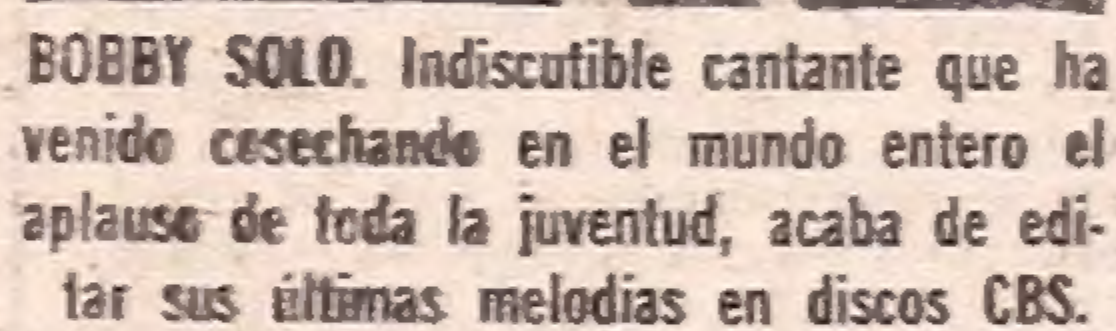 BOBBY SOLO. Indiscutible cantante que ha
venido cosechando en el mundo entero el
aplauso de toda la juventud, acaba de edi-
tar sus últimas melodias en discos CBS.